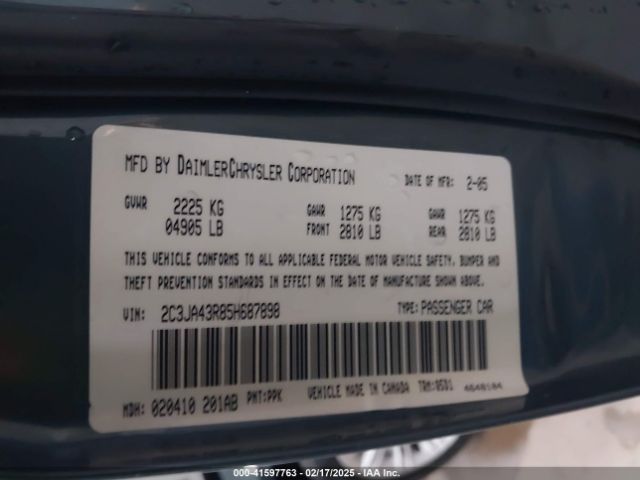 MFD BY DAIMLERCHRYSLER CORPORATION DATE OF MFR: 2-05
GVWR 2225 KG GAWR 1275 KG GAWR 1275 KG
04905 LB FRONT 2810 LB REAR 2810 LB
THIS VEHICLE CONFORMS TO ALL APPLICABLE FEDERAL MOTOR VEHICLE SAFETY, BUMPER AND
THEFT PREVENTION STANDARDS IN EFFECT ON THE DATE OF MANUFACTURE SHOWN ABOVE.
VIN: 2C3JA43R85H687898 TYPE: PASSENGER CAR
MDH: 020410 201AB PNT: PPK VEHICLE MADE IN CANADA TRM: B5D1
000-41597763 - 02/17/2025 - IAA Inc.